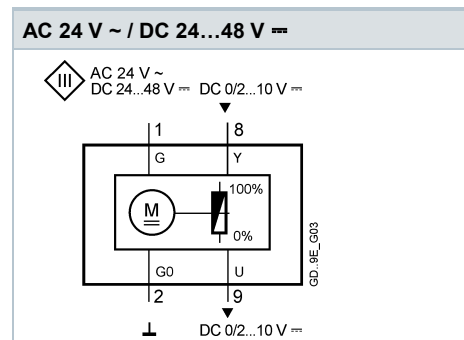 AC 24 V ~ / DC 24...48 V ⎓
III
AC 24 V ~
DC 24...48 V ⎓ DC 0/2...10 V ⎓
1 8
G Y
100%
M
0%
G0 U
2 9
DC 0/2...10 V ⎓
GD..9E_G03